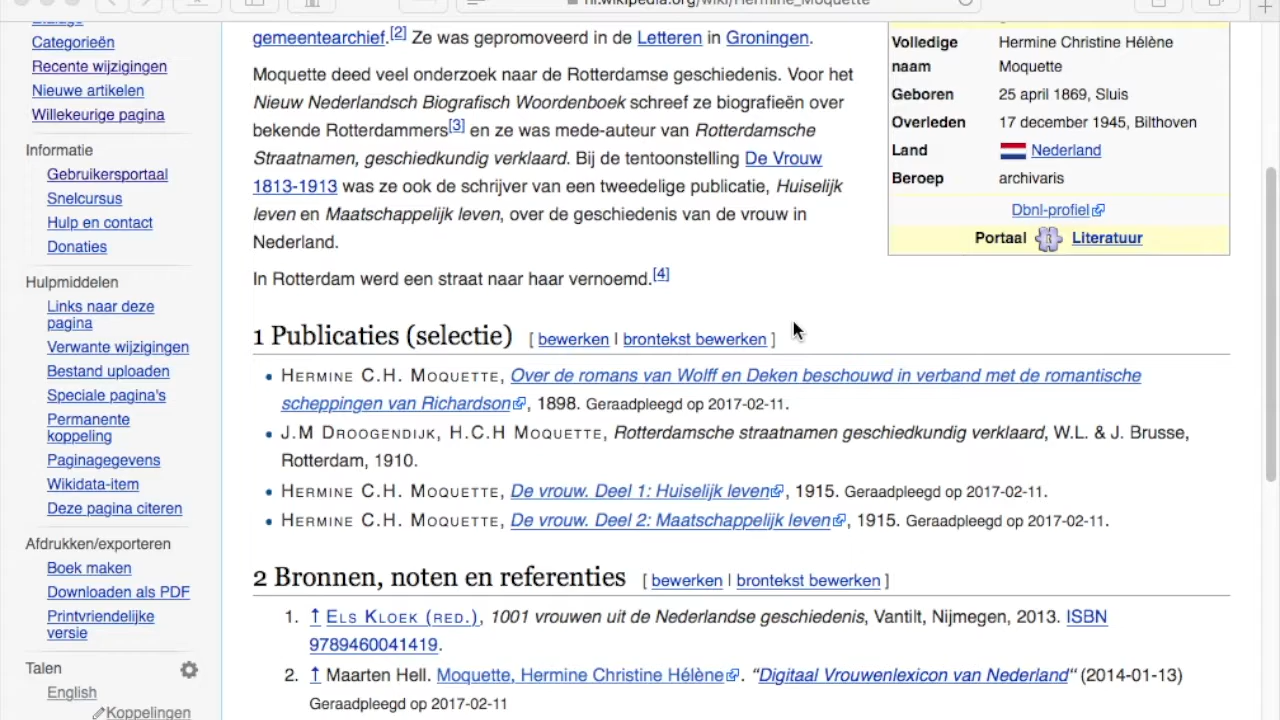 nl.wikipedia.org/wiki/Hermine_Moquette
Etalage
Categorieën
Recente wijzigingen
Nieuwe artikelen
Willekeurige pagina
Informatie
Gebruikersportaal
Snelcursus
Hulp en contact
Donaties
Hulpmiddelen
Links naar deze
pagina
Verwante wijzigingen
Bestand uploaden
Speciale pagina's
Permanente
koppeling
Paginagegevens
Wikidata-item
Deze pagina citeren
Afdrukken/exporteren
Boek maken
Downloaden als PDF
Printvriendelijke
versie
Talen
English
Koppelingen
gemeentearchief.[2] Ze was gepromoveerd in de Letteren in Groningen.
Moquette deed veel onderzoek naar de Rotterdamse geschiedenis. Voor het
Nieuw Nederlandsch Biografisch Woordenboek schreef ze biografieën over
bekende Rotterdammers[3] en ze was mede-auteur van Rotterdamsche
Straatnamen, geschiedkundig verklaard. Bij de tentoonstelling De Vrouw
1813-1913 was ze ook de schrijver van een tweedelige publicatie, Huiselijk
leven en Maatschappelijk leven, over de geschiedenis van de vrouw in
Nederland.
In Rotterdam werd een straat naar haar vernoemd.[4]
Volledige naam Hermine Christine Hélène Moquette
Geboren 25 april 1869, Sluis
Overleden 17 december 1945, Bilthoven
Land Nederland
Beroep archivaris
Dbnl-profiel
Portaal Literatuur
1 Publicaties (selectie) [ bewerken | brontekst bewerken ]
• HERMINE C.H. MOQUETTE, Over de romans van Wolff en Deken beschouwd in verband met de romantische
scheppingen van Richardson, 1898. Geraadpleegd op 2017-02-11.
• J.M DROOGENDIJK, H.C.H MOQUETTE, Rotterdamsche straatnamen geschiedkundig verklaard, W.L. & J. Brusse,
Rotterdam, 1910.
• HERMINE C.H. MOQUETTE, De vrouw. Deel 1: Huiselijk leven, 1915. Geraadpleegd op 2017-02-11.
• HERMINE C.H. MOQUETTE, De vrouw. Deel 2: Maatschappelijk leven, 1915. Geraadpleegd op 2017-02-11.
2 Bronnen, noten en referenties [ bewerken | brontekst bewerken ]
1. ↑ ELS KLOEK (RED.), 1001 vrouwen uit de Nederlandse geschiedenis, Vantilt, Nijmegen, 2013. ISBN
9789460041419.
2. ↑ Maarten Hell. Moquette, Hermine Christine Hélène. "Digitaal Vrouwenlexicon van Nederland" (2014-01-13)
Geraadpleegd op 2017-02-11